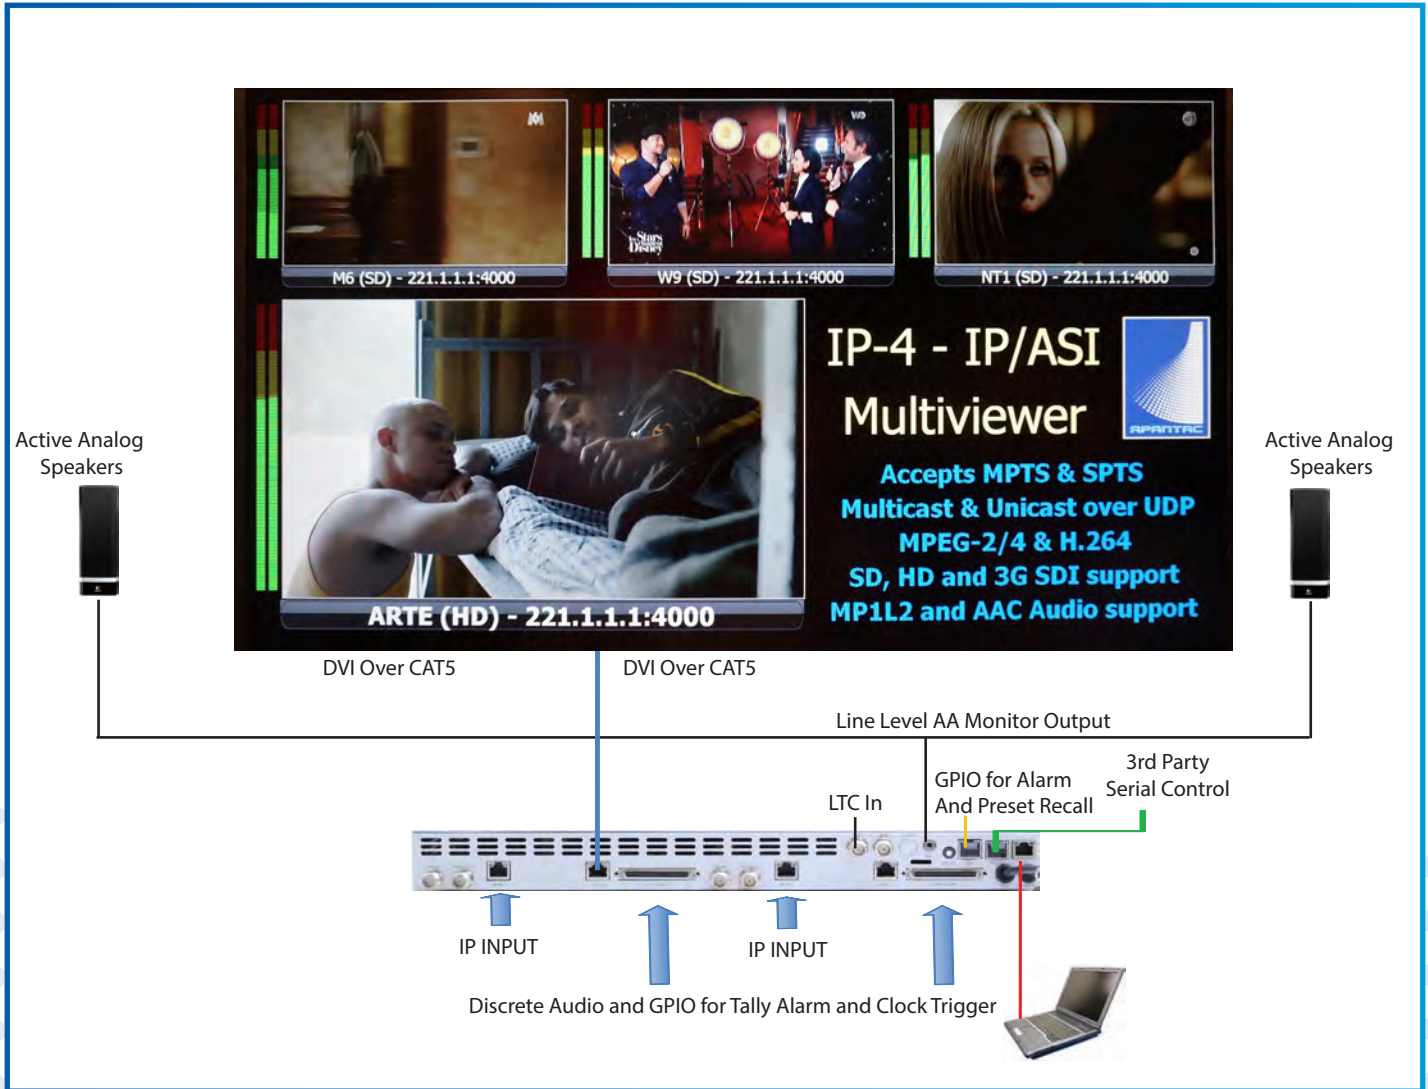 M6 (SD) - 221.1.1.1:4000
W9
Stars
Disney
W9 (SD) - 221.1.1.1:4000
NT1 (SD) - 221.1.1.1:4000
IP-4 - IP/ASI
Multiviewer
APANTAC
Accepts MPTS & SPTS
Multicast & Unicast over UDP
MPEG-2/4 & H.264
SD, HD and 3G SDI support
MP1L2 and AAC Audio support
ARTE (HD) - 221.1.1.1:4000
Active Analog
Speakers
Active Analog
Speakers
DVI Over CAT5
DVI Over CAT5
Line Level AA Monitor Output
3rd Party
Serial Control
GPIO for Alarm
And Preset Recall
LTC In
IP INPUT
IP INPUT
Discrete Audio and GPIO for Tally Alarm and Clock Trigger